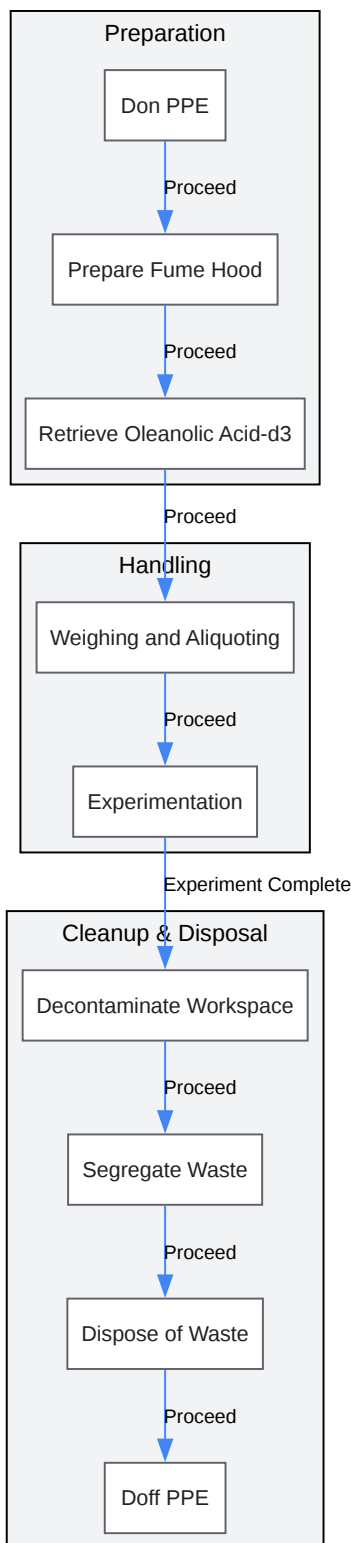 Preparation
Don PPE
Proceed
Prepare Fume Hood
Proceed
Retrieve Oleanolic Acid-d3
Proceed
Handling
Weighing and Aliquoting
Proceed
Experimentation
Experiment Complete
Cleanup & Disposal
Decontaminate Workspace
Proceed
Segregate Waste
Proceed
Dispose of Waste
Proceed
Doff PPE